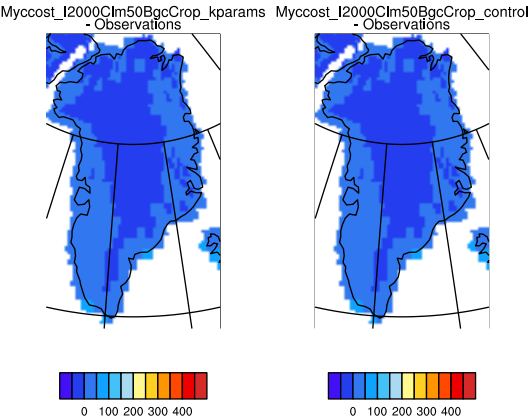 Myccost_I2000Clm50BgcCrop_kparams
- Observations
Myccost_I2000Clm50BgcCrop_control
- Observations
0 100 200 300 400
0 100 200 300 400